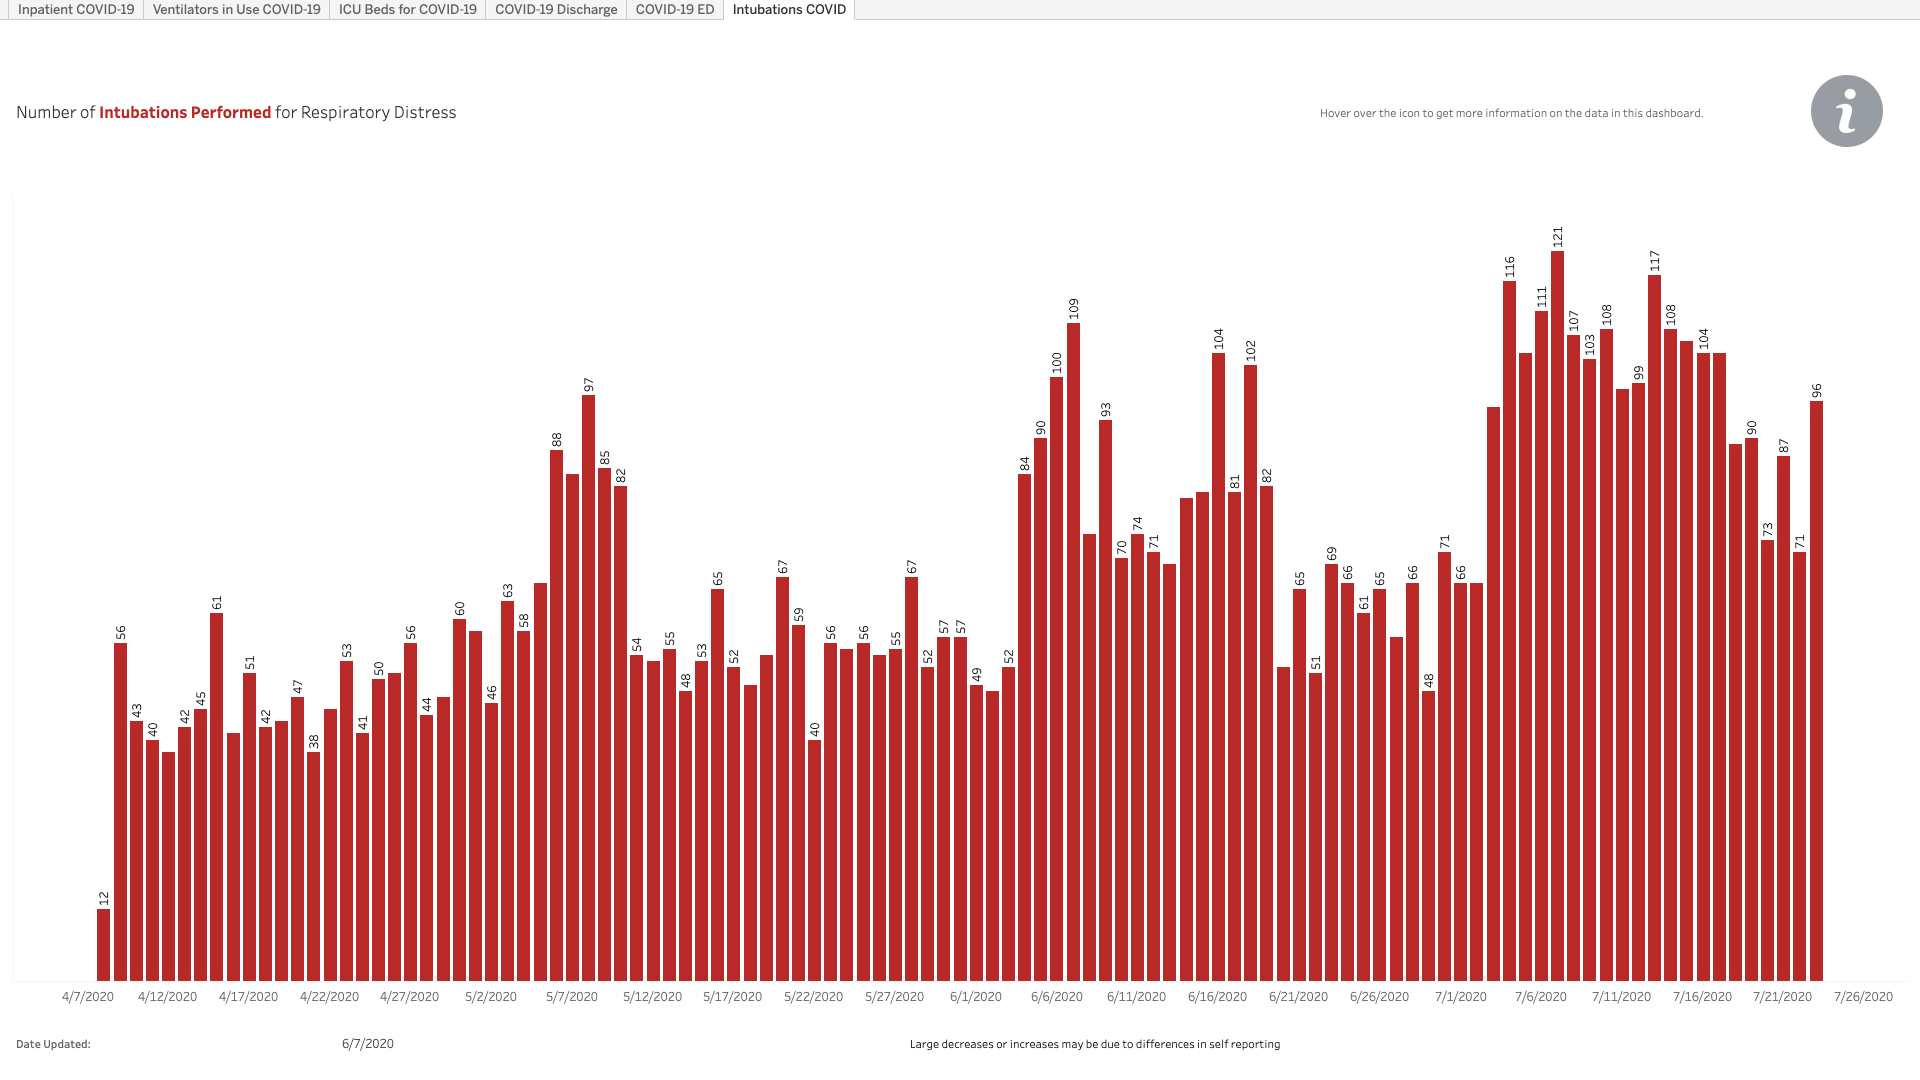 Inpatient COVID-19 Ventilators in Use COVID-19 ICU Beds for COVID-19 COVID-19 Discharge COVID-19 ED Intubations COVID
Number of Intubations Performed for Respiratory Distress
Hover over the icon to get more information on the data in this dashboard.
i
12 56 43 40 42 45 61 51 42 47 38 53 41 50 56 44 60 46 63 58 88 97 85 82 54 55 48 53 65 52 67 59 40 56 56 55 67 52 57 57 49 52 84 90 100 109 93 70 74 71 104 81 102 82 65 51 69 66 61 65 66 48 71 66 116 111 121 107 103 108 99 117 108 104 90 73 87 71 96
4/7/2020 4/12/2020 4/17/2020 4/22/2020 4/27/2020 5/2/2020 5/7/2020 5/12/2020 5/17/2020 5/22/2020 5/27/2020 6/1/2020 6/6/2020 6/11/2020 6/16/2020 6/21/2020 6/26/2020 7/1/2020 7/6/2020 7/11/2020 7/16/2020 7/21/2020 7/26/2020
Date Updated: 6/7/2020
Large decreases or increases may be due to differences in self reporting